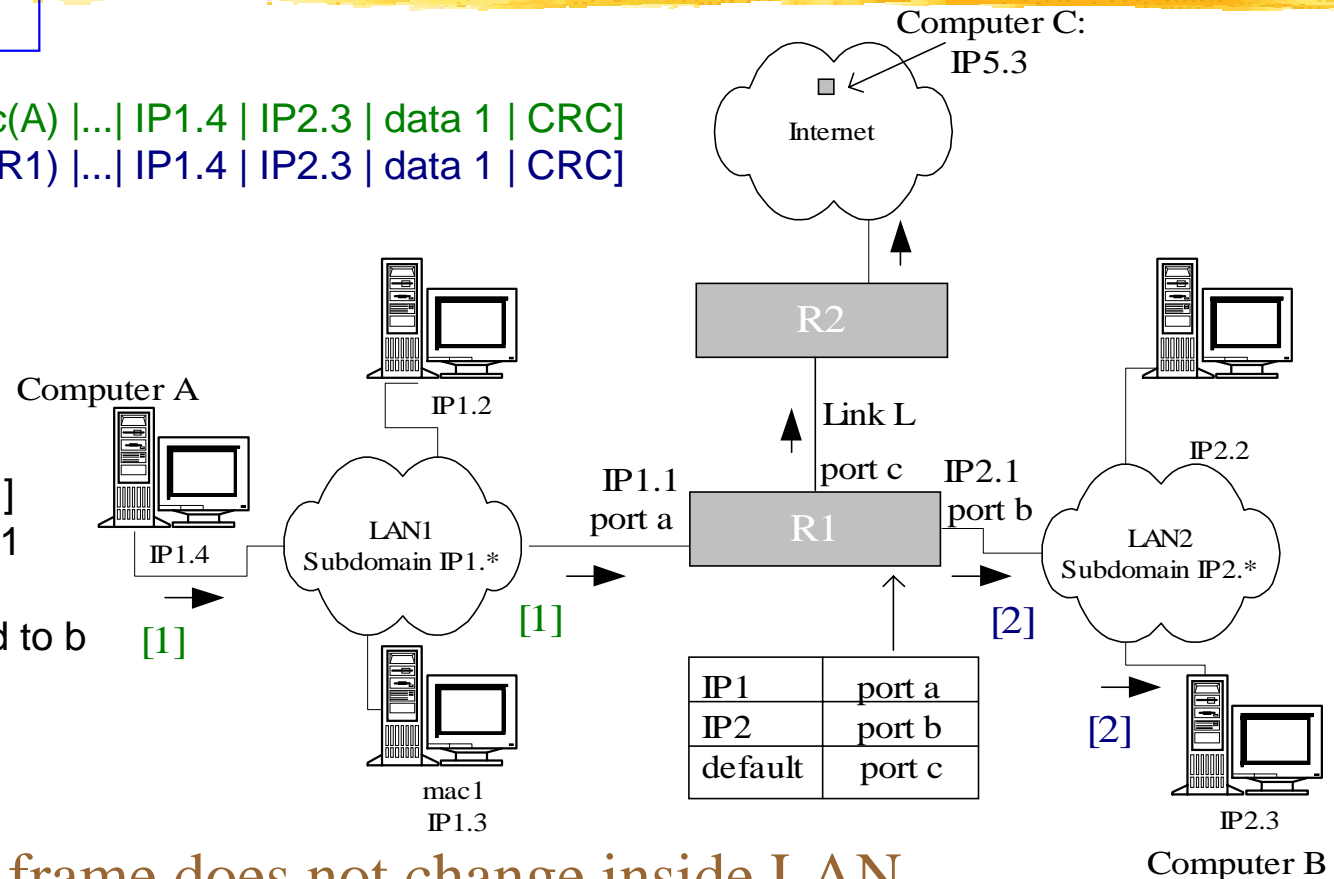 Computer C:
IP5.3
c(A) |...| IP1.4 | IP2.3 | data 1 | CRC]
R1) |...| IP1.4 | IP2.3 | data 1 | CRC]
Internet
R2
Computer A
IP1.2
Link L
port c
IP1.1
port a
IP2.1
port b
IP2.2
R1
]
1
d to b
IP1.4
LAN1
Subdomain IP1.*
LAN2
Subdomain IP2.*
[1]
[1]
[2]
[2]
IP1 port a
IP2 port b
default port c
mac1
IP1.3
IP2.3
Computer B
frame does not change inside LAN